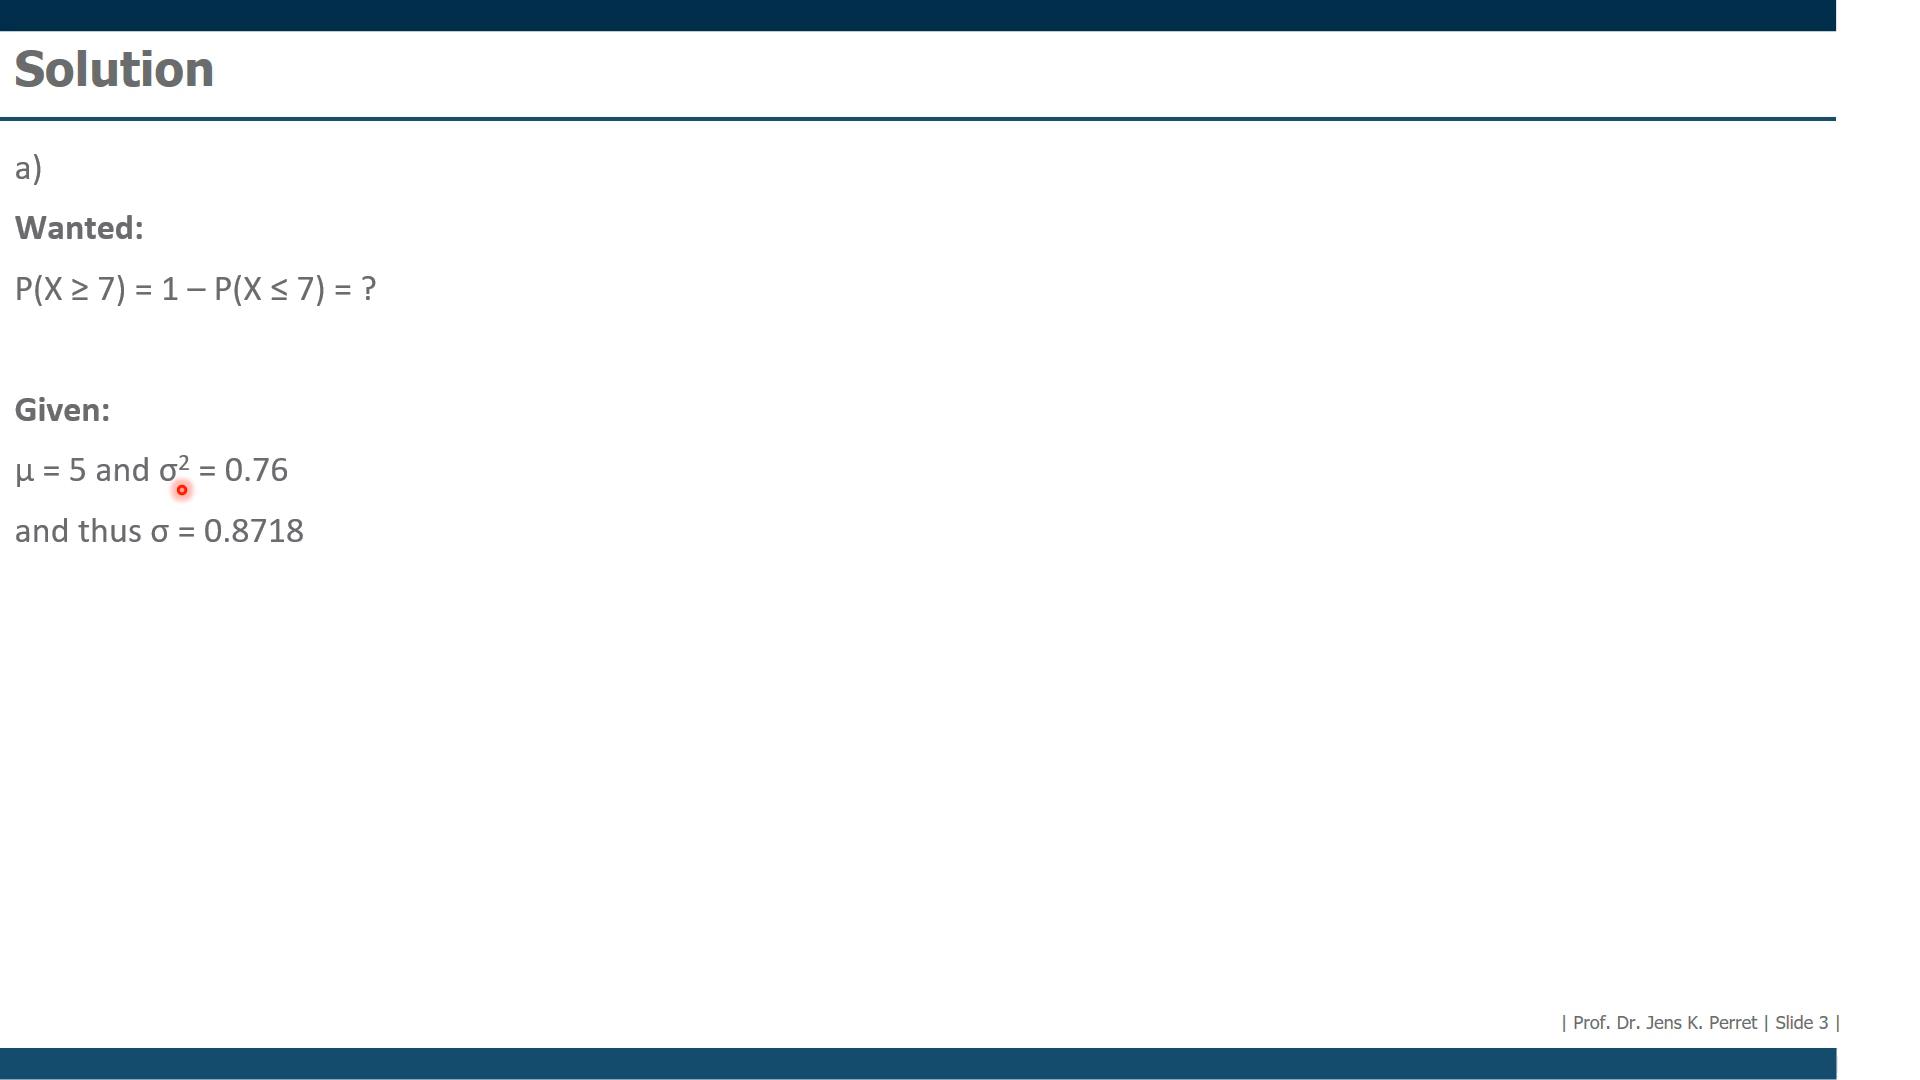 Solution
a)
Wanted:
P(X ≥ 7) = 1 – P(X ≤ 7) = ?
Given:
μ = 5 and σ² = 0.76
and thus σ = 0.8718
| Prof. Dr. Jens K. Perret | Slide 3 |